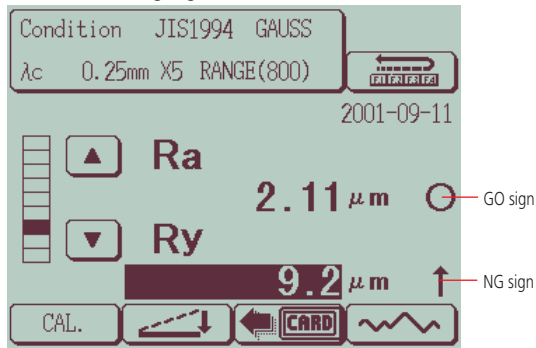 Condition JIS1994 GAUSS
λc 0.25mm X5 RANGE(800)
F1 F2 F3 F4
2001-09-11
Ra
2.11 μm GO sign
Ry
9.2 μm NG sign
CAL. CARD